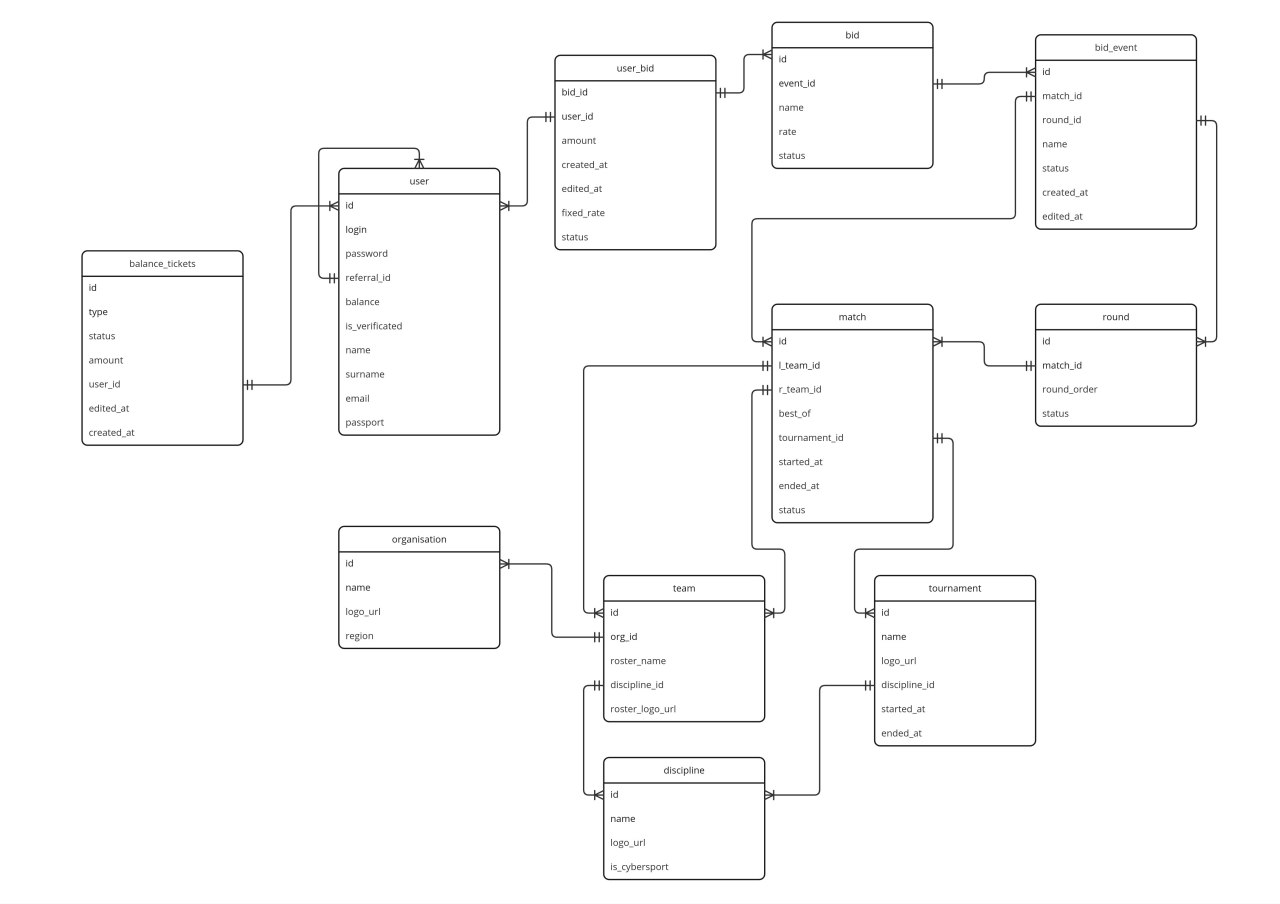 bid
id
event_id
name
rate
status
bid_event
id
match_id
round_id
name
status
created_at
edited_at
user_bid
bid_id
user_id
amount
created_at
edited_at
fixed_rate
status
user
id
login
password
referral_id
balance
is_verificated
name
surname
email
passport
balance_tickets
id
type
status
amount
user_id
edited_at
created_at
match
id
l_team_id
r_team_id
best_of
tournament_id
started_at
ended_at
status
round
id
match_id
round_order
status
organisation
id
name
logo_url
region
team
id
org_id
roster_name
discipline_id
roster_logo_url
tournament
id
name
logo_url
discipline_id
started_at
ended_at
discipline
id
name
logo_url
is_cybersport